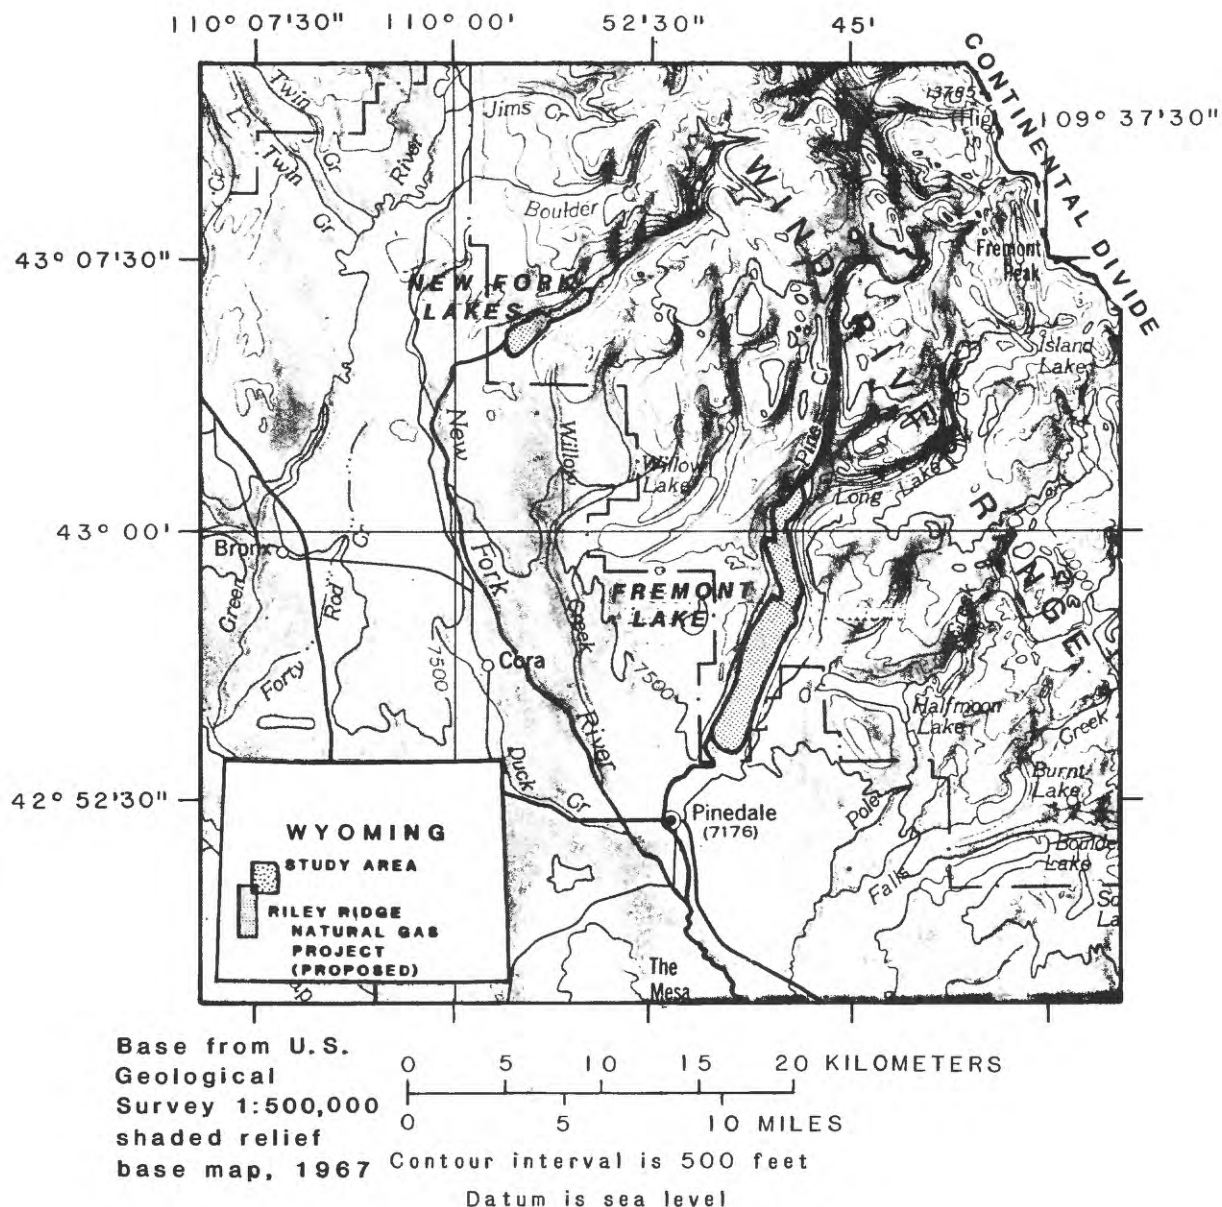 110° 07'30" 110° 00' 52'30" 45'
CONTINENTAL DIVIDE
109° 37'30"
13785
Twin
Cr
Jims Cr
River
Twin
Cr
Cr
Boulder
WIND RIVER RANGE
Fremont
Peak
43° 07'30"
NEW FORK
LAKES
Island
Lake
Pine Cr
New
Willow
Willow
Lake
Long
Lake
43° 00'
Bronx
Fork
Green
Rod
Creek
FREMONT
LAKE
Cora
7500
7500
Forty
River
Halfmoon
Lake
Creek
Duck
Cr
Burnt
Lake
42° 52'30"
Pinedale
(7176)
Pole
Lake
Falls
The
Mesa
WYOMING
STUDY AREA
RILEY RIDGE
NATURAL GAS
PROJECT
(PROPOSED)
Base from U.S.
Geological
Survey 1:500,000
shaded relief
base map, 1967
0 5 10 15 20 KILOMETERS
0 5 10 MILES
Contour interval is 500 feet
Datum is sea level